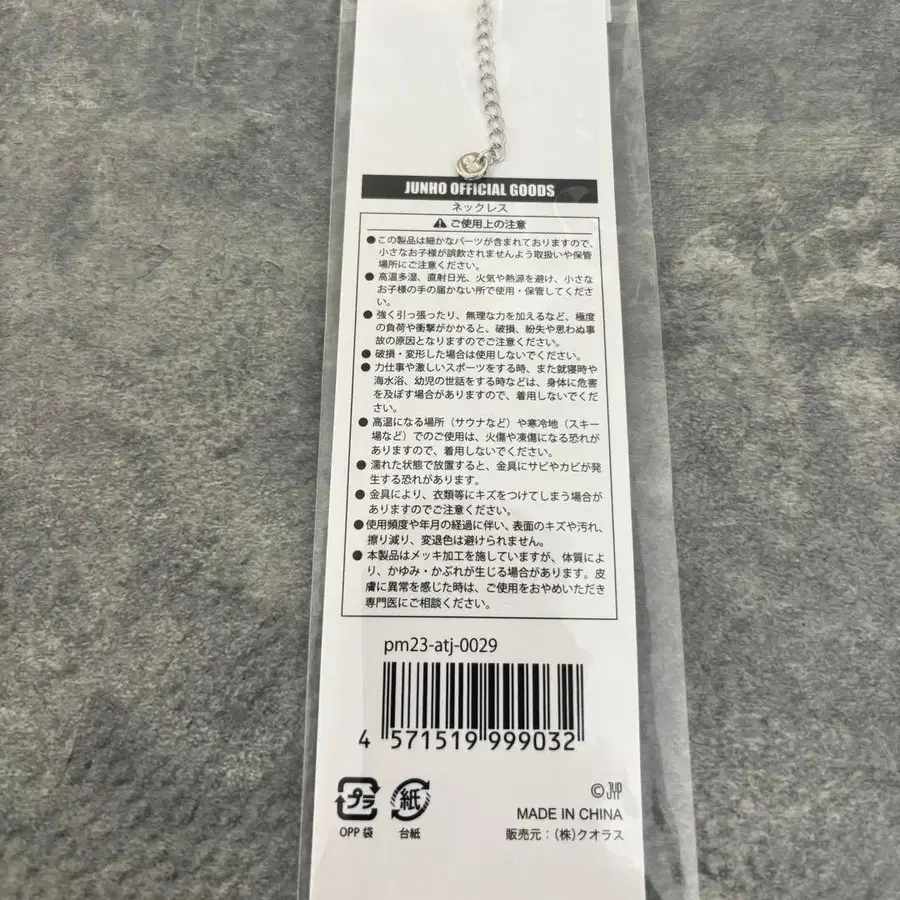 JUNHO OFFICIAL GOODS
ネックレス
ご使用上の注意
●この製品は細かなパーツが含まれておりますので、
小さなお子様が誤飲されませんよう取扱いや保管
場所にご注意ください。
●高温多湿、直射日光、火気や熱源を避け、小さな
お子様の手の届かない所で使用・保管してくださ
い。
●強く引っ張ったり、無理な力を加えるなど、極度
の負荷や衝撃がかかると、破損、紛失や思わぬ事
故の原因となりますのでご注意ください。
●破損・変形した場合は使用しないでください。
●力仕事や激しいスポーツをする時、また就寝時や
海水浴、幼児の世話をする時などは、身体に危害
を及ぼす場合がありますので、着用しないでくだ
さい。
●高温になる場所（サウナなど）や寒冷地（スキー
場など）でのご使用は、火傷や凍傷になる恐れが
ありますので、着用しないでください。
●濡れた状態で放置すると、金具にサビやカビが発
生する恐れがあります。
●金具により、衣類等にキズをつけてしまう場合が
ありますのでご注意ください。
●使用頻度や年月の経過に伴い、表面のキズや汚れ、
擦り減り、変退色は避けられません。
●本製品はメッキ加工を施していますが、体質によ
り、かゆみ・かぶれが生じる場合があります。皮
膚に異常を感じた時は、ご使用をおやめいただき
専門医にご相談ください。
pm23-atj-0029
4 571519 999032
プラ 紙
OPP 袋 台紙
©JYP
MADE IN CHINA
販売元：（株）クオラス